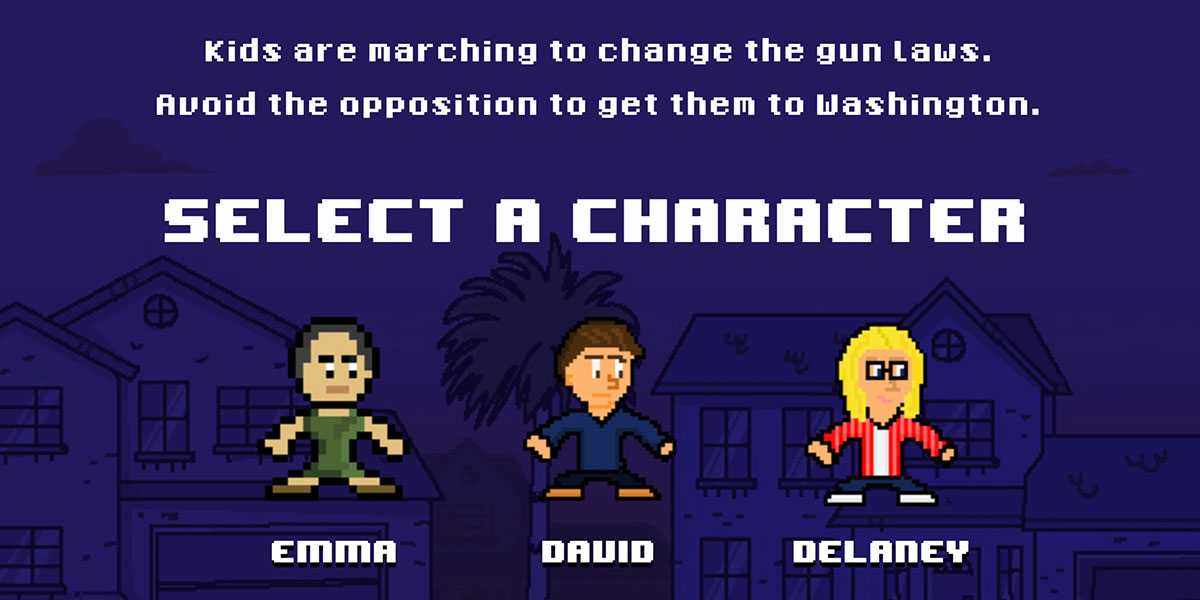 Kids are marching to change the gun laws.
Avoid the opposition to get them to Washington.
SELECT A CHARACTER
EMMA DAVID DELANEY